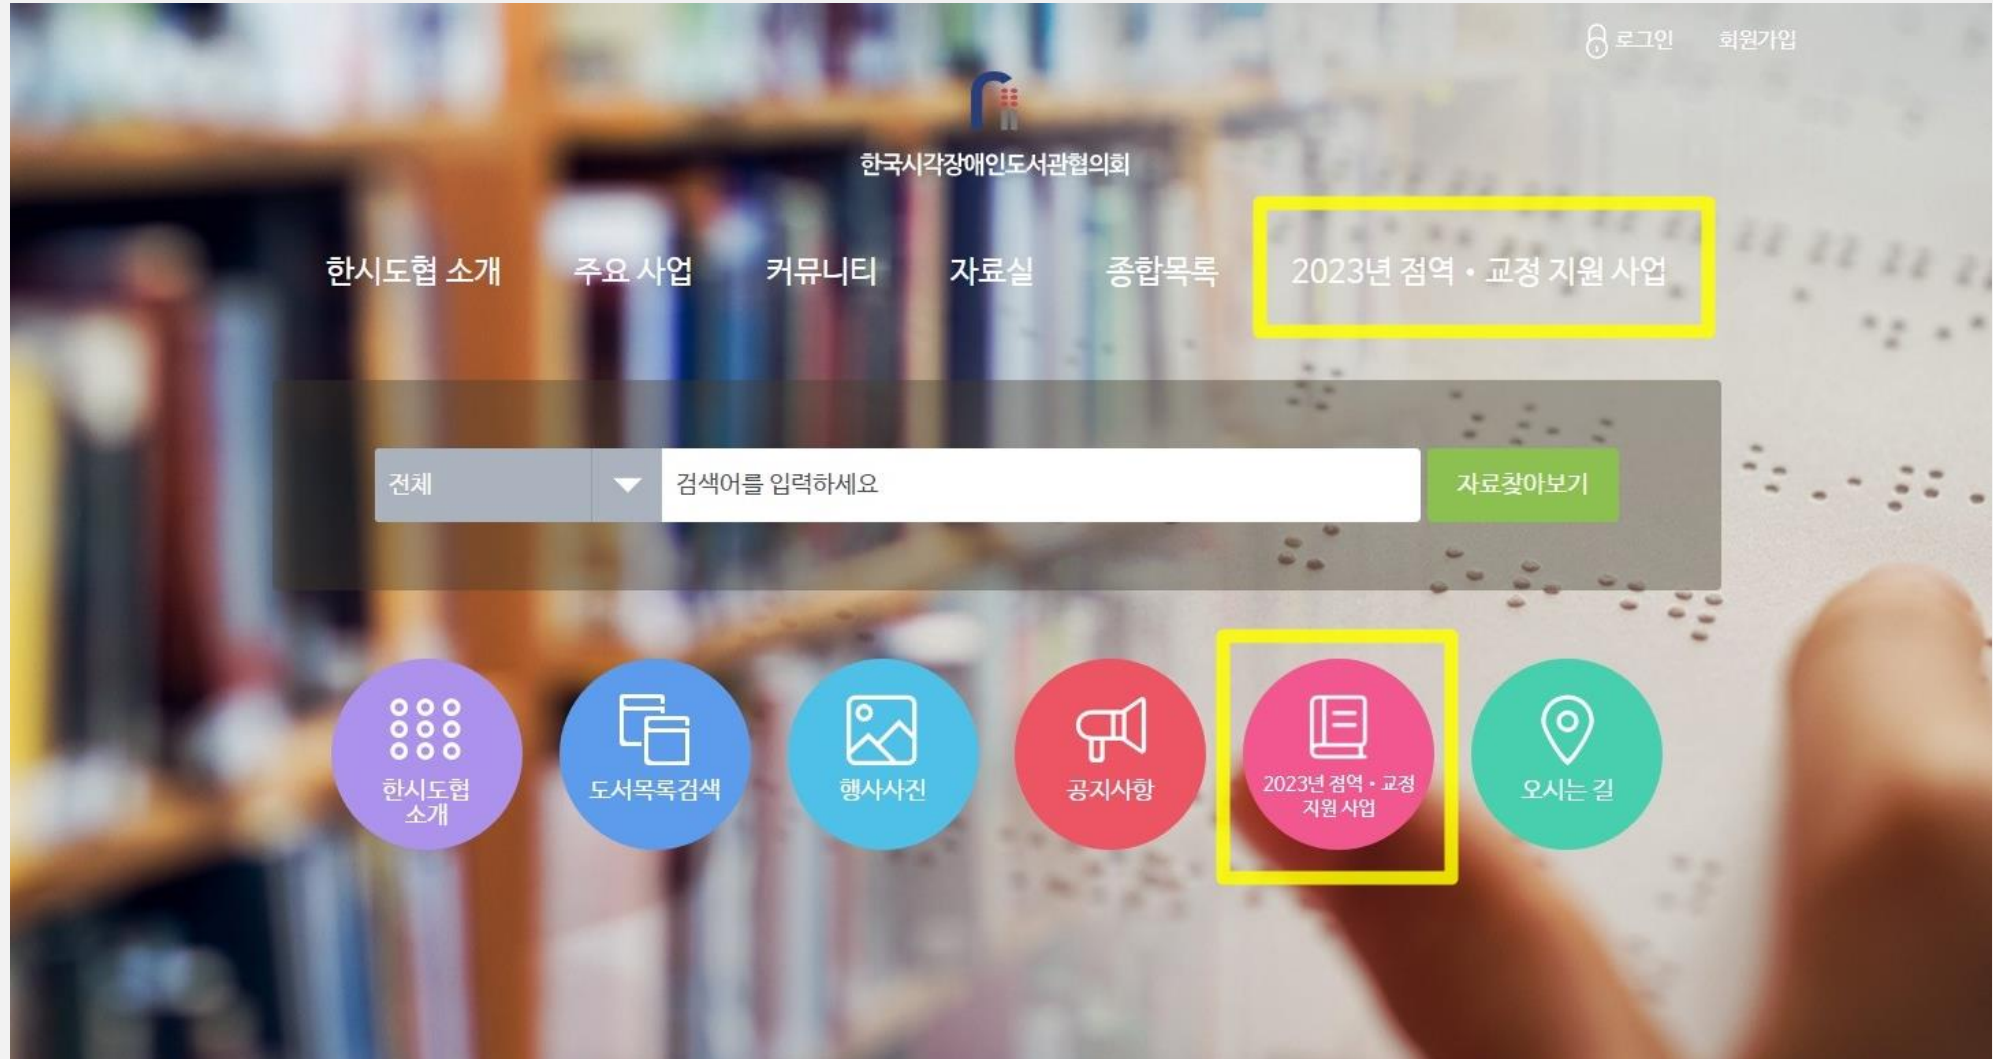 로그인 회원가입
한국시각장애인도서관협의회
한시도협 소개 주요 사업 커뮤니티 자료실 종합목록 2023년 점역•교정 지원 사업
전체 검색어를 입력하세요 자료찾아보기
한시도협
소개
도서목록검색
행사사진
공지사항
2023년 점역•교정
지원 사업
오시는 길